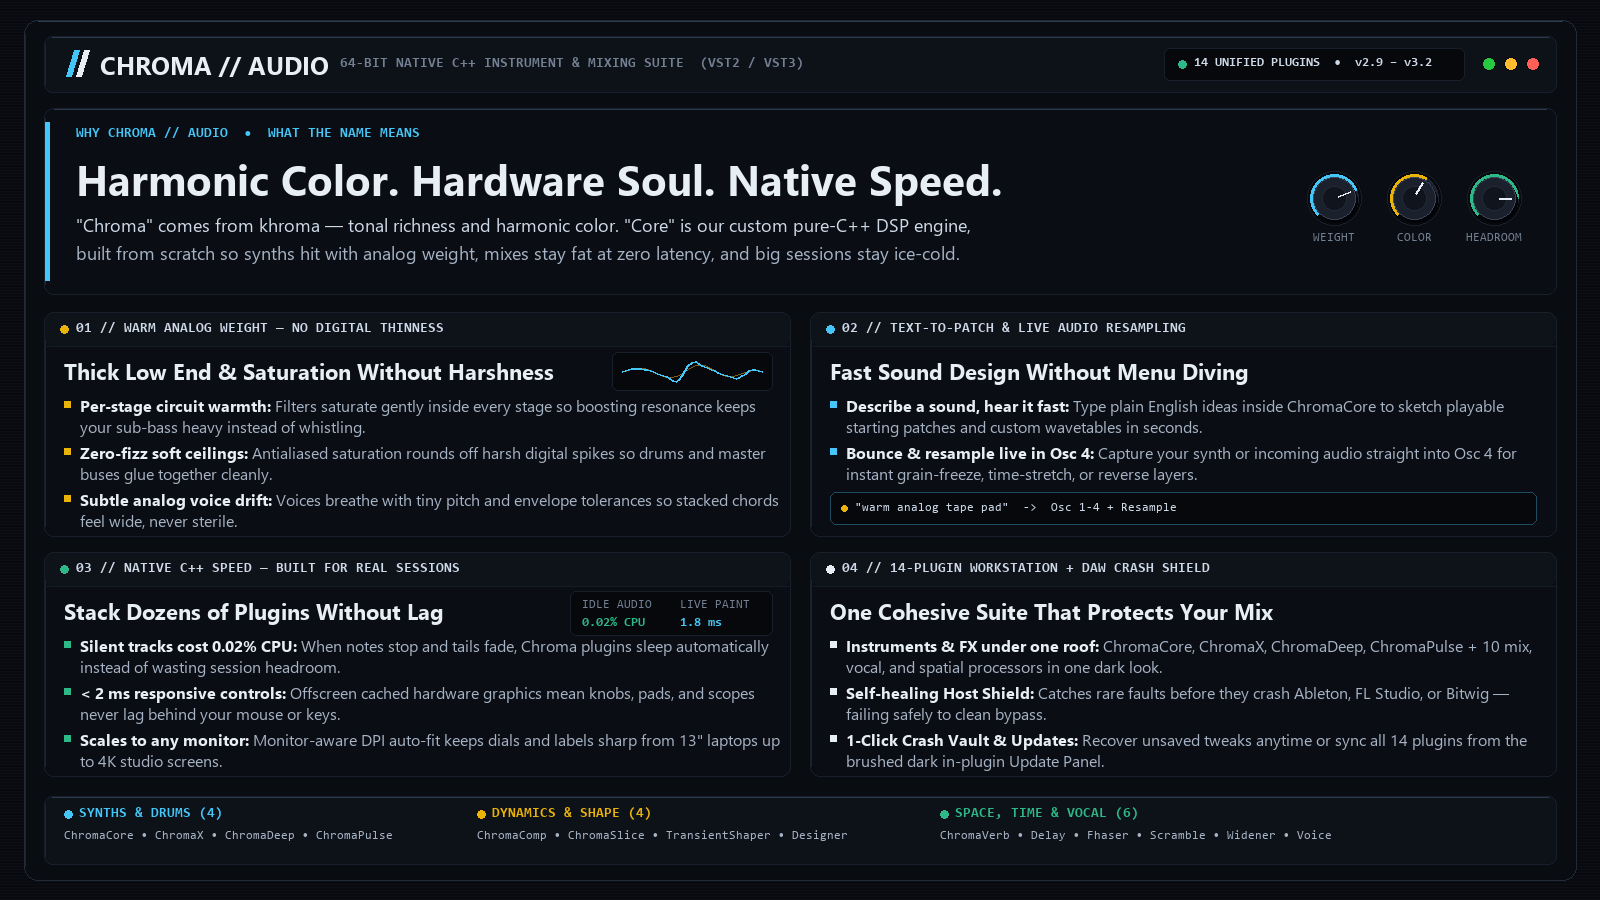 // CHROMA // AUDIO 64-BIT NATIVE C++ INSTRUMENT & MIXING SUITE (VST2 / VST3)
14 UNIFIED PLUGINS • v2.9 – v3.2
WHY CHROMA // AUDIO • WHAT THE NAME MEANS
Harmonic Color. Hardware Soul. Native Speed.
"Chroma" comes from khroma — tonal richness and harmonic color. "Core" is our custom pure-C++ DSP engine,
built from scratch so synths hit with analog weight, mixes stay fat at zero latency, and big sessions stay ice-cold.
WEIGHT COLOR HEADROOM
01 // WARM ANALOG WEIGHT — NO DIGITAL THINNESS
Thick Low End & Saturation Without Harshness
Per-stage circuit warmth: Filters saturate gently inside every stage so boosting resonance keeps
your sub-bass heavy instead of whistling.
Zero-fizz soft ceilings: Antialiased saturation rounds off harsh digital spikes so drums and master
buses glue together cleanly.
Subtle analog voice drift: Voices breathe with tiny pitch and envelope tolerances so stacked chords
feel wide, never sterile.
02 // TEXT-TO-PATCH & LIVE AUDIO RESAMPLING
Fast Sound Design Without Menu Diving
Describe a sound, hear it fast: Type plain English ideas inside ChromaCore to sketch playable
starting patches and custom wavetables in seconds.
Bounce & resample live in Osc 4: Capture your synth or incoming audio straight into Osc 4 for
instant grain-freeze, time-stretch, or reverse layers.
"warm analog tape pad" -> Osc 1-4 + Resample
03 // NATIVE C++ SPEED — BUILT FOR REAL SESSIONS
Stack Dozens of Plugins Without Lag
IDLE AUDIO LIVE PAINT
0.02% CPU 1.8 ms
Silent tracks cost 0.02% CPU: When notes stop and tails fade, Chroma plugins sleep automatically
instead of wasting session headroom.
< 2 ms responsive controls: Offscreen cached hardware graphics mean knobs, pads, and scopes
never lag behind your mouse or keys.
Scales to any monitor: Monitor-aware DPI auto-fit keeps dials and labels sharp from 13" laptops up
to 4K studio screens.
04 // 14-PLUGIN WORKSTATION + DAW CRASH SHIELD
One Cohesive Suite That Protects Your Mix
Instruments & FX under one roof: ChromaCore, ChromaX, ChromaDeep, ChromaPulse + 10 mix,
vocal, and spatial processors in one dark look.
Self-healing Host Shield: Catches rare faults before they crash Ableton, FL Studio, or Bitwig —
failing safely to clean bypass.
1-Click Crash Vault & Updates: Recover unsaved tweaks anytime or sync all 14 plugins from the
brushed dark in-plugin Update Panel.
SYNTHS & DRUMS (4)
ChromaCore • ChromaX • ChromaDeep • ChromaPulse
DYNAMICS & SHAPE (4)
ChromaComp • ChromaSlice • TransientShaper • Designer
SPACE, TIME & VOCAL (6)
ChromaVerb • Delay • Fhaser • Scramble • Widener • Voice